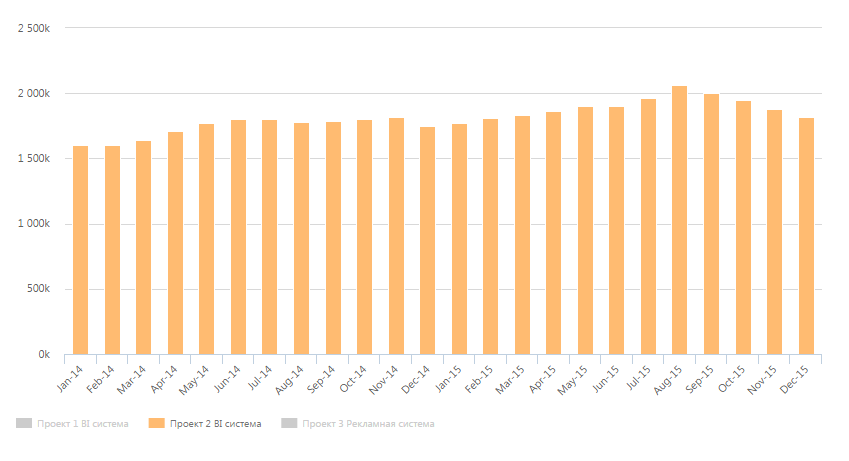 2 500k
2 000k
1 500k
1 000k
500k
0k
Jan-14 Feb-14 Mar-14 Apr-14 May-14 Jun-14 Jul-14 Aug-14 Sep-14 Oct-14 Nov-14 Dec-14 Jan-15 Feb-15 Mar-15 Apr-15 May-15 Jun-15 Jul-15 Aug-15 Sep-15 Oct-15 Nov-15 Dec-15
Проект 1 BI система Проект 2 BI система Проект 3 Рекламная система